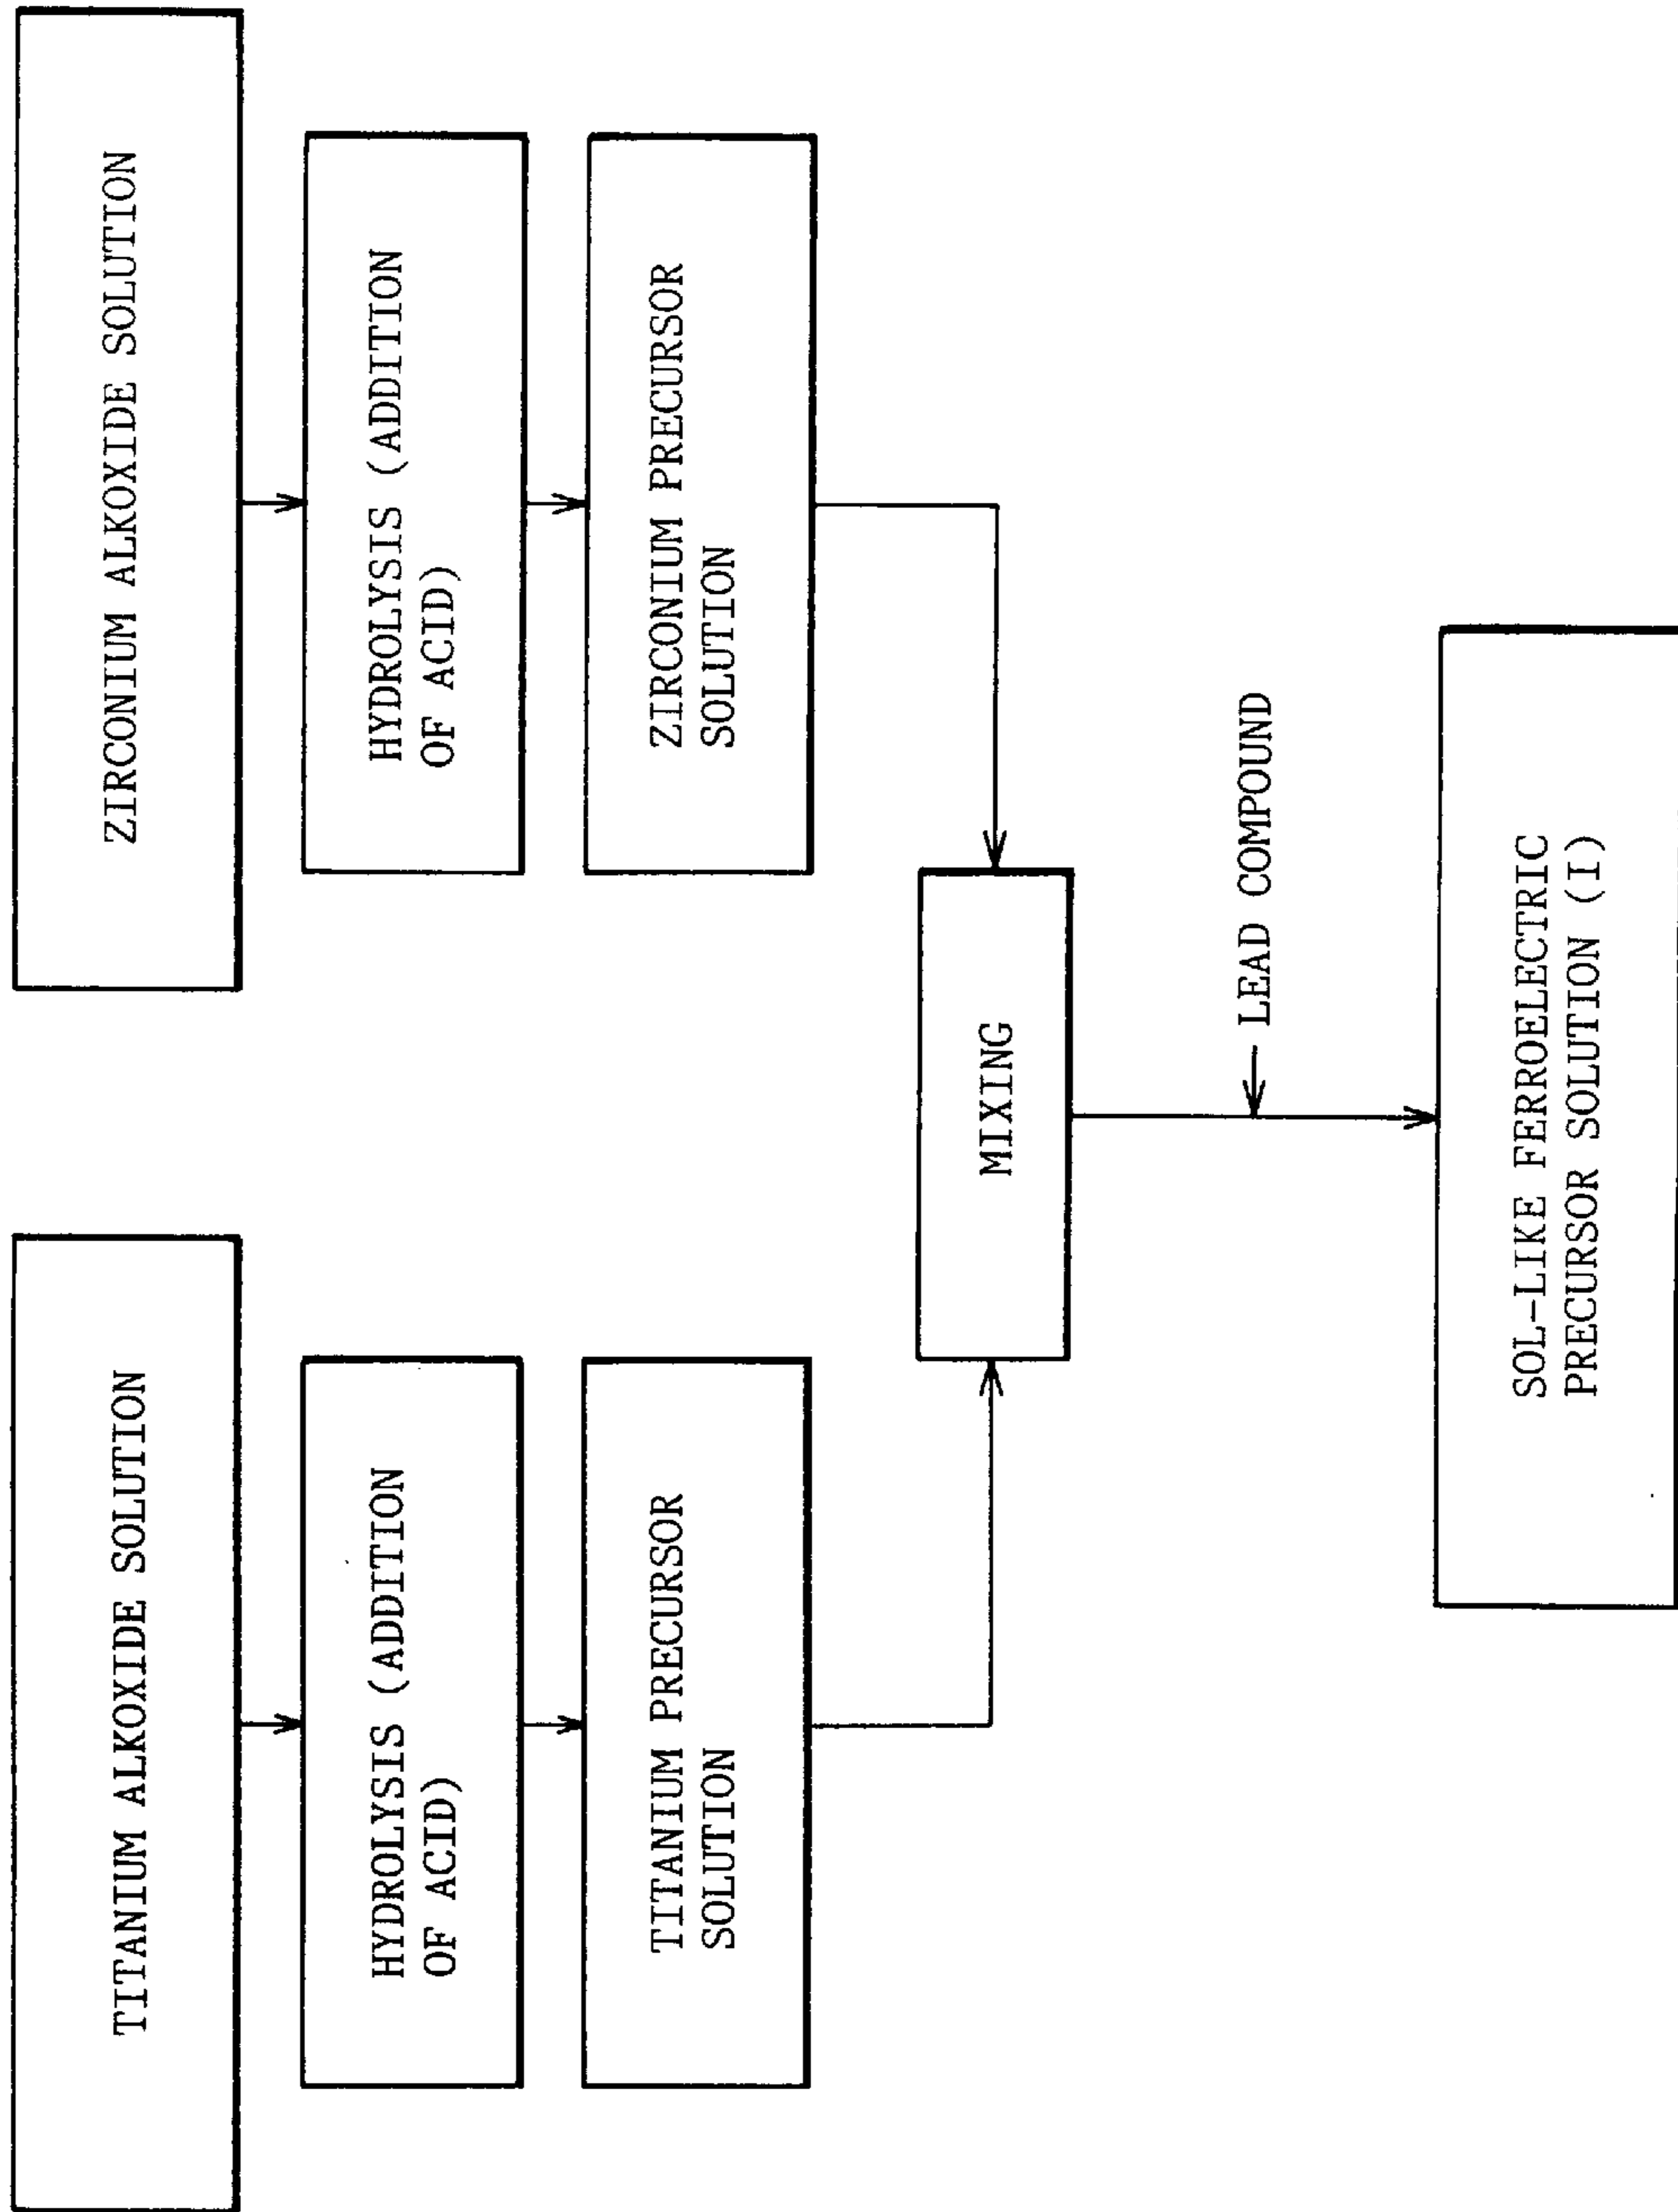 TITANIUM ALKOXIDE SOLUTION
HYDROLYSIS (ADDITION
OF ACID)
TITANIUM PRECURSOR
SOLUTION
ZIRCONIUM ALKOXIDE SOLUTION
HYDROLYSIS (ADDITION
OF ACID)
ZIRCONIUM PRECURSOR
SOLUTION
MIXING
LEAD COMPOUND
SOL-LIKE FERROELECTRIC
PRECURSOR SOLUTION (I)